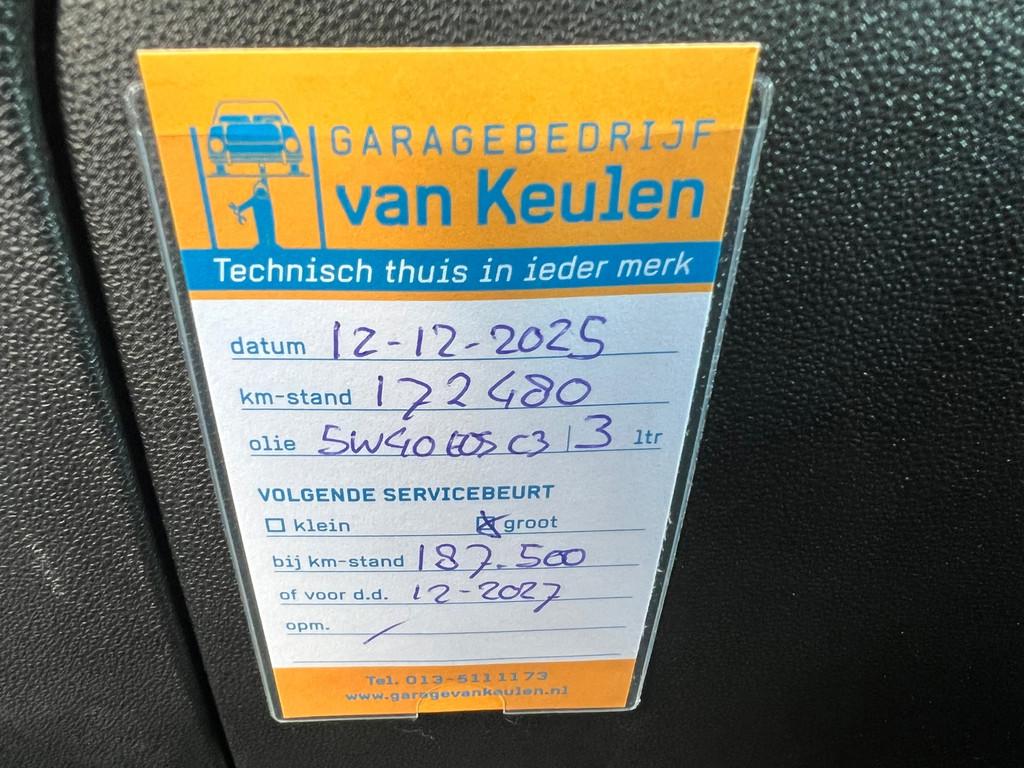 GARAGEBEDRIJF
van Keulen
Technisch thuis in ieder merk
datum 12-12-2025
km-stand 172480
olie 5W40 EOS C3 | 3 ltr
VOLGENDE SERVICEBEURT
klein groot
bij km-stand 187.500
of voor d.d. 12-2027
opm. /
Tel. 013-5111173
www.garagevankeulen.nl